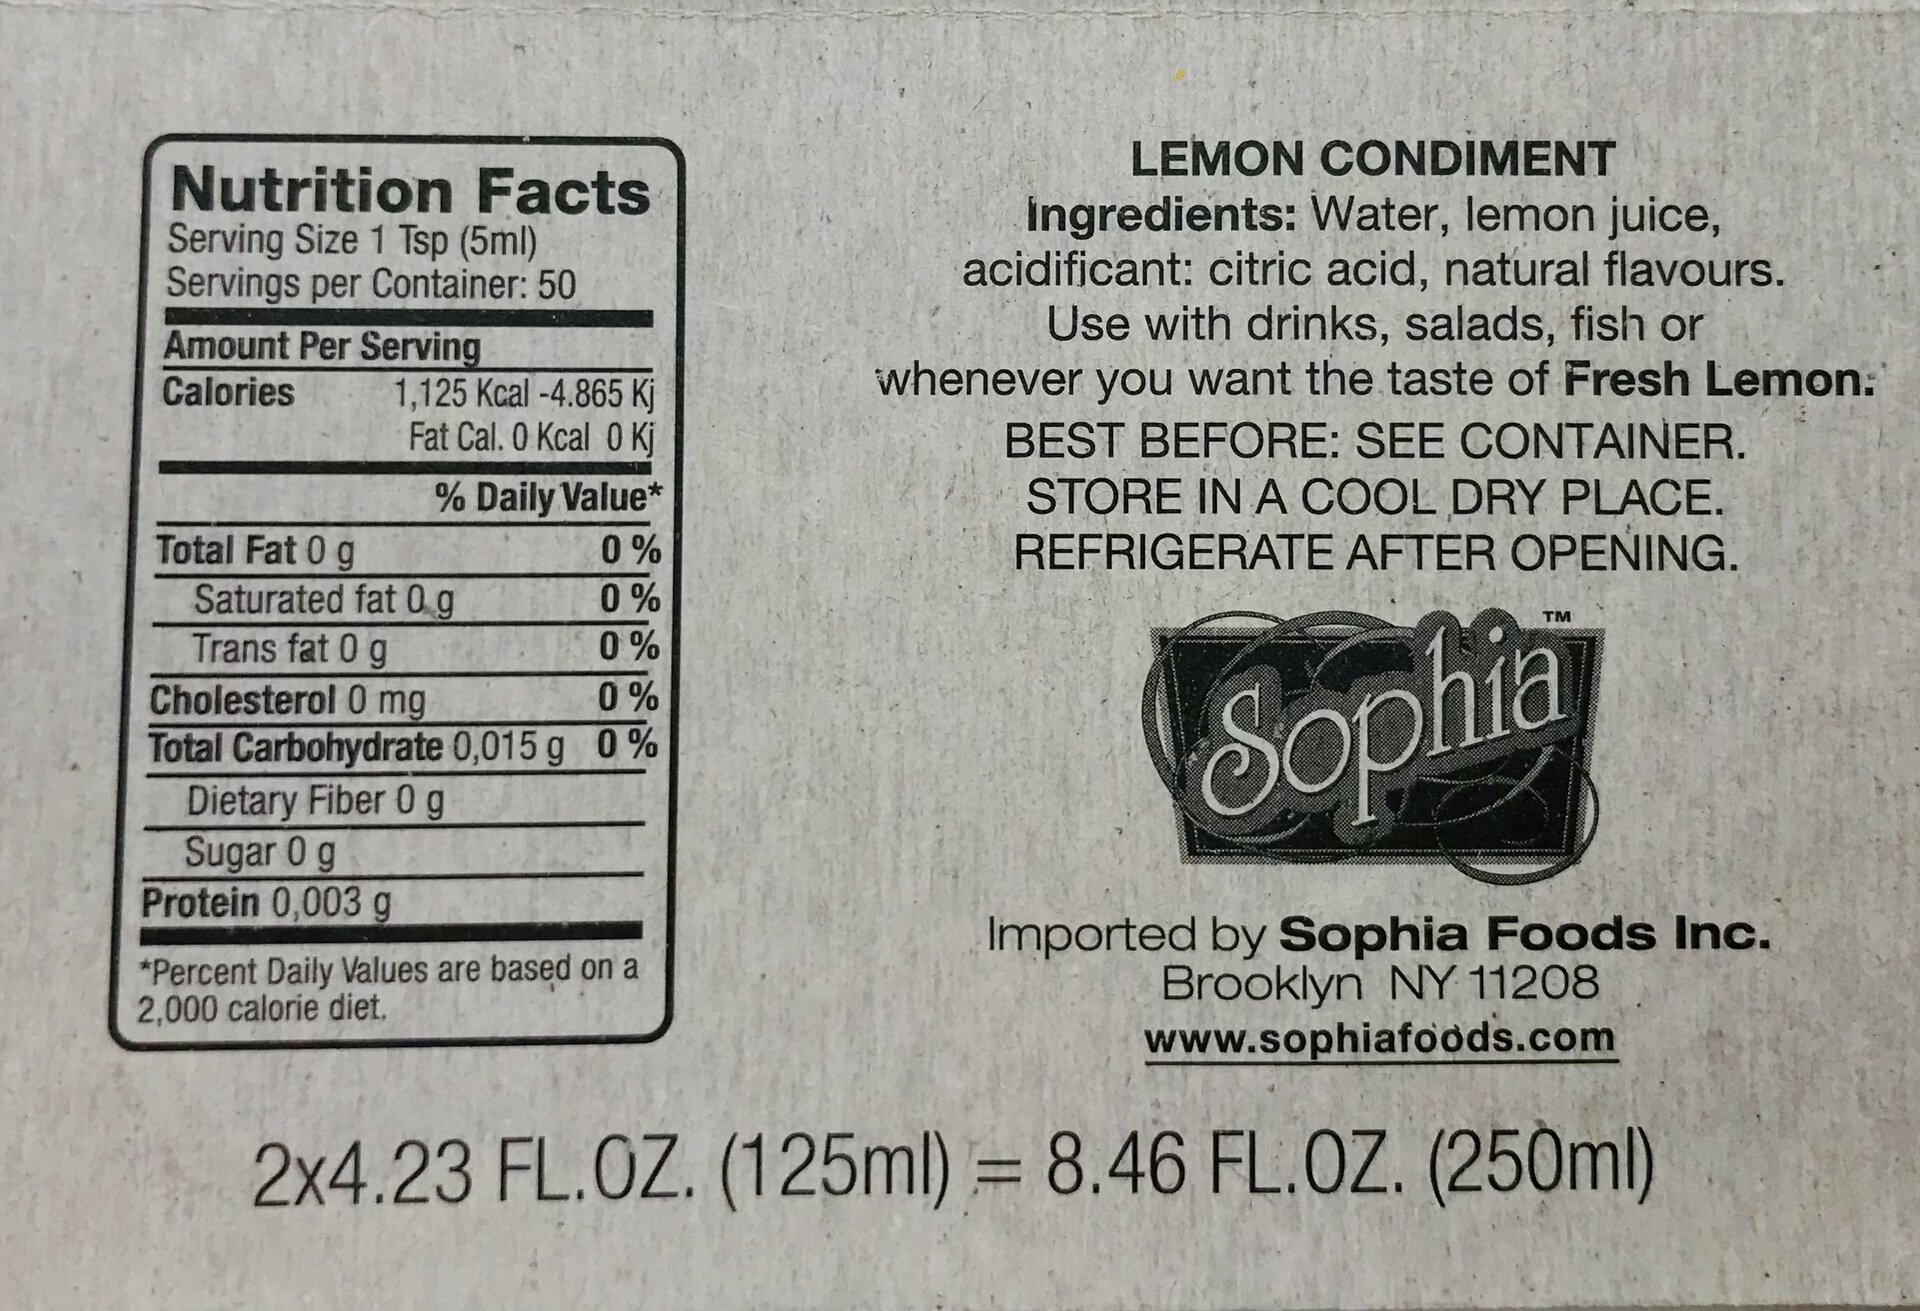 Nutrition Facts
Serving Size 1 Tsp (5ml)
Servings per Container: 50
Amount Per Serving
Calories 1,125 Kcal -4.865 Kj
Fat Cal. 0 Kcal 0 Kj
% Daily Value*
Total Fat 0 g 0 %
Saturated fat 0 g 0 %
Trans fat 0 g 0 %
Cholesterol 0 mg 0 %
Total Carbohydrate 0,015 g 0 %
Dietary Fiber 0 g
Sugar 0 g
Protein 0,003 g
*Percent Daily Values are based on a
2,000 calorie diet.
LEMON CONDIMENT
Ingredients: Water, lemon juice,
acidificant: citric acid, natural flavours.
Use with drinks, salads, fish or
whenever you want the taste of Fresh Lemon.
BEST BEFORE: SEE CONTAINER.
STORE IN A COOL DRY PLACE.
REFRIGERATE AFTER OPENING.
Sophia ™
Imported by Sophia Foods Inc.
Brooklyn NY 11208
www.sophiafoods.com
2x4.23 FL.OZ. (125ml) = 8.46 FL.OZ. (250ml)